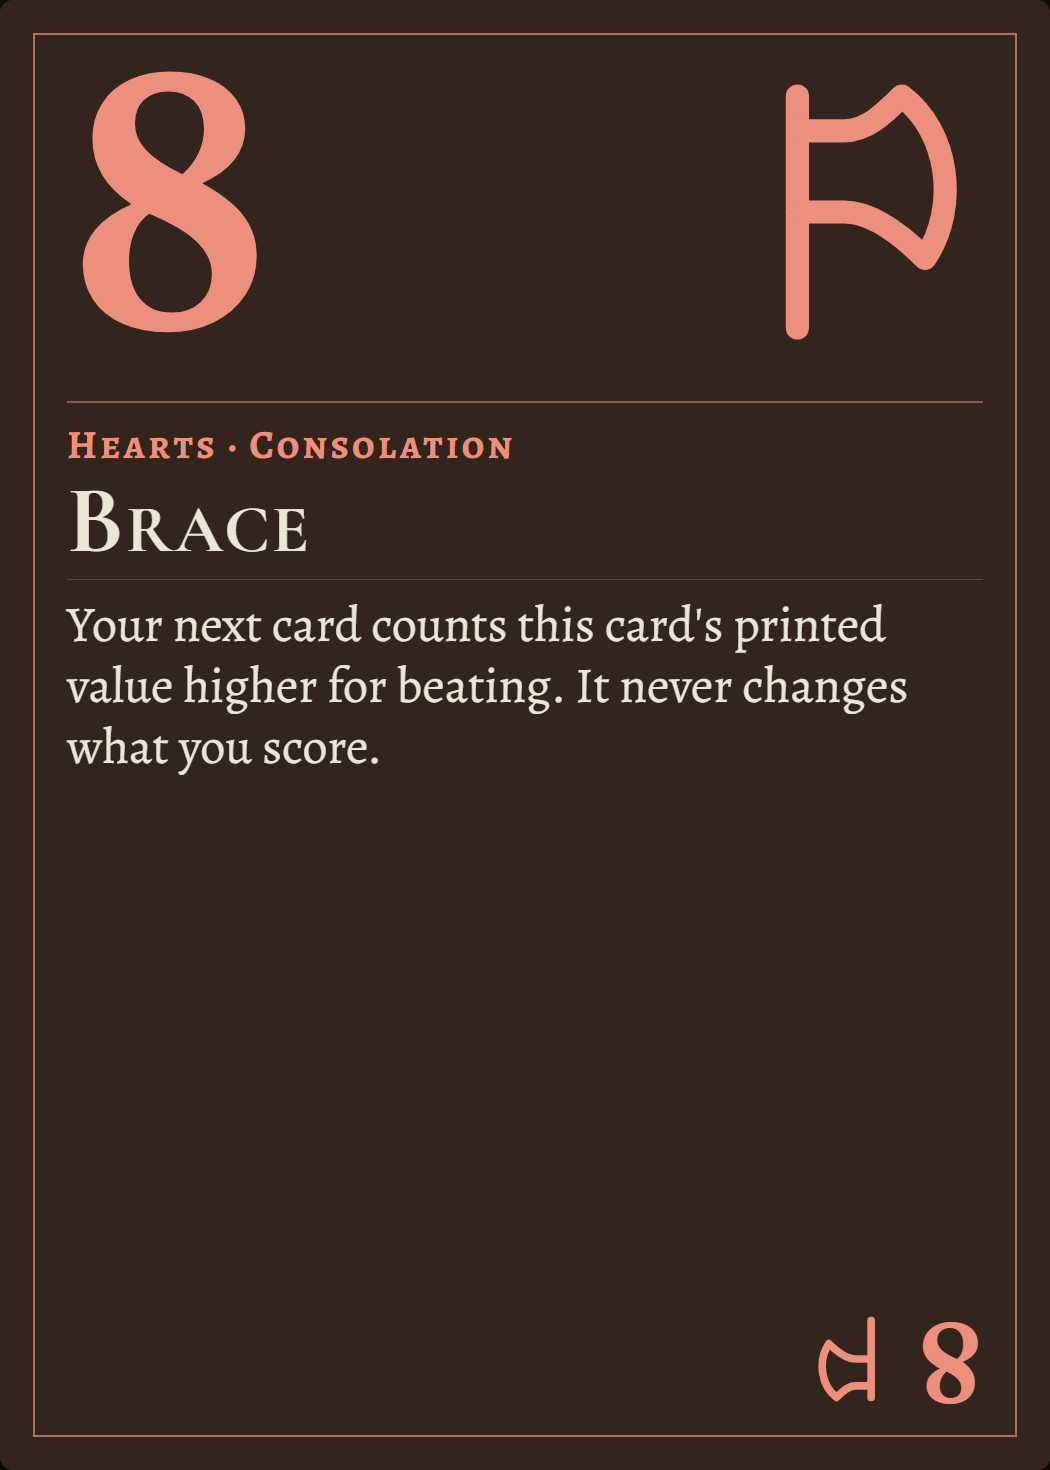 8
Hearts · Consolation
Brace
Your next card counts this card's printed
value higher for beating. It never changes
what you score.
8